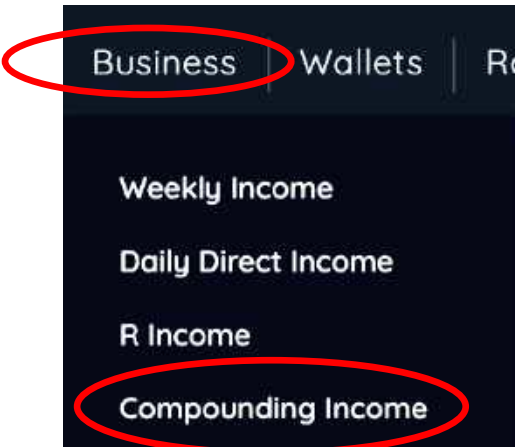 Business | Wallets |
Weekly Income
Daily Direct Income
R Income
Compounding Income